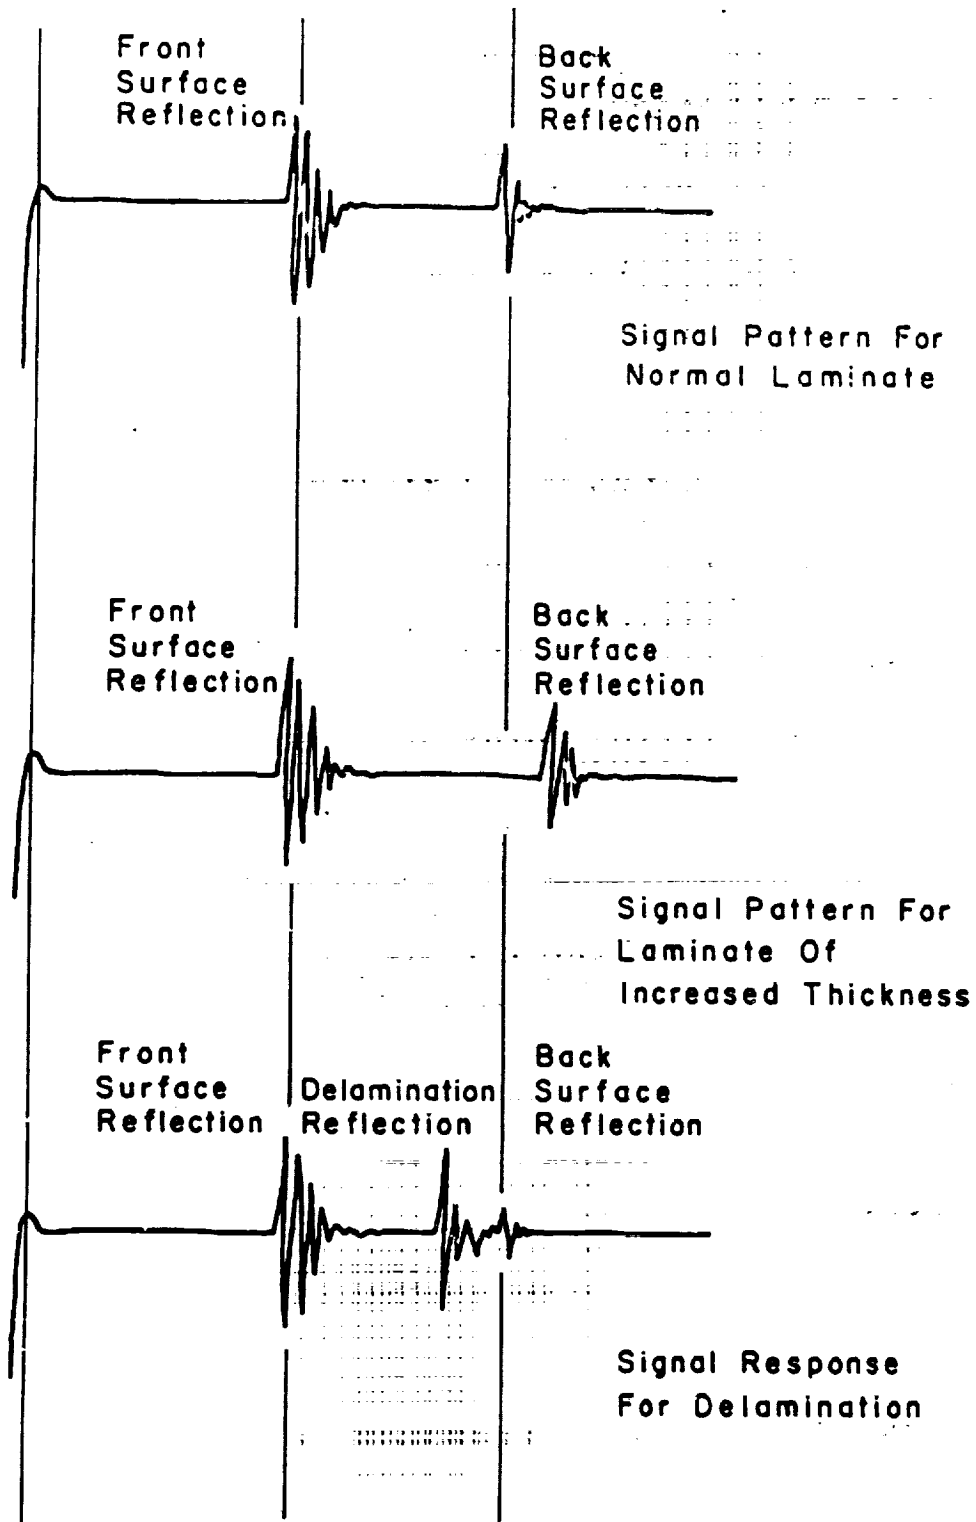 Front
Surface
Reflection
Back
Surface
Reflection
Signal Pattern For
Normal Laminate
Front
Surface
Reflection
Back
Surface
Reflection
Signal Pattern For
Laminate Of
Increased Thickness
Front
Surface
Reflection
Delamination
Reflection
Back
Surface
Reflection
Signal Response
For Delamination